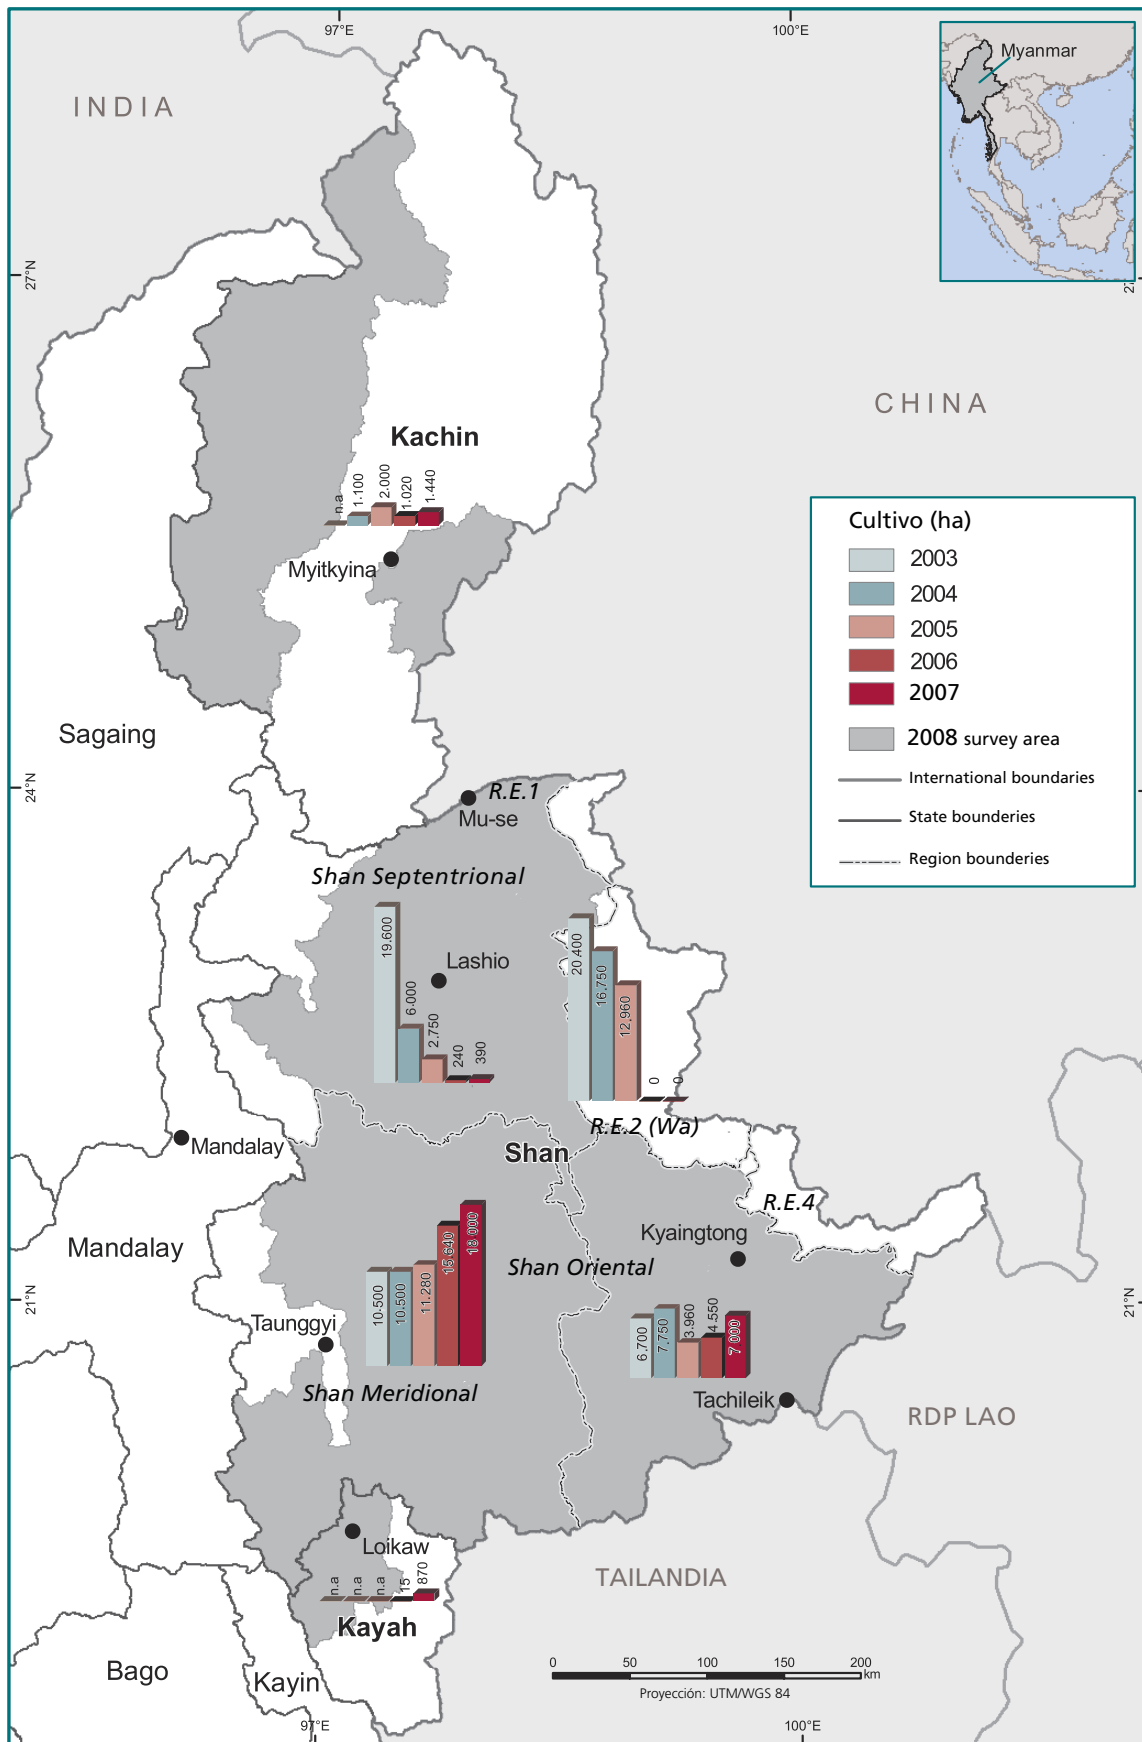 97°E
100°E
Myanmar
INDIA
27°N
27
CHINA
Kachin
n.a
1.100
2.000
1.020
1.440
Myitkyina
Cultivo (ha)
2003
2004
2005
2006
2007
2008 survey area
International boundaries
State bounderies
Region bounderies
Sagaing
24°N
R.E.1
Mu-se
Shan Septentrional
19.600
6.000
2.750
240
390
Lashio
20.400
16.750
12.960
0
0
R.E.2 (Wa)
Mandalay
Shan
R.E.4
Kyaingtong
Mandalay
10.500
10.500
11.280
15.640
18.000
Shan Oriental
21°N
21°N
Taunggyi
6.700
7.750
3.960
4.550
7.000
Shan Meridional
Tachileik
RDP LAO
Loikaw
n.a
n.a
n.a
15
870
TAILANDIA
Kayah
Bago
Kayin
0 50 100 150 200
km
Proyección: UTM/WGS 84
97°E
100°E